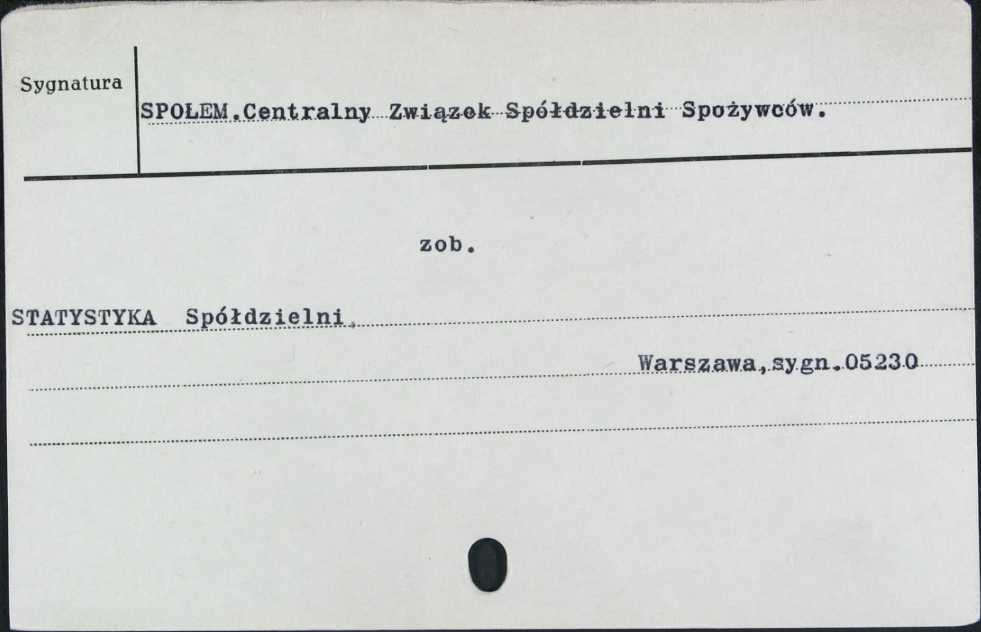 Sygnatura
SPOŁEM.Centralny Związek Spółdzielni Spożywców.
zob.
STATYSTYKA Spółdzielni,
Warszawa,sygn.05230